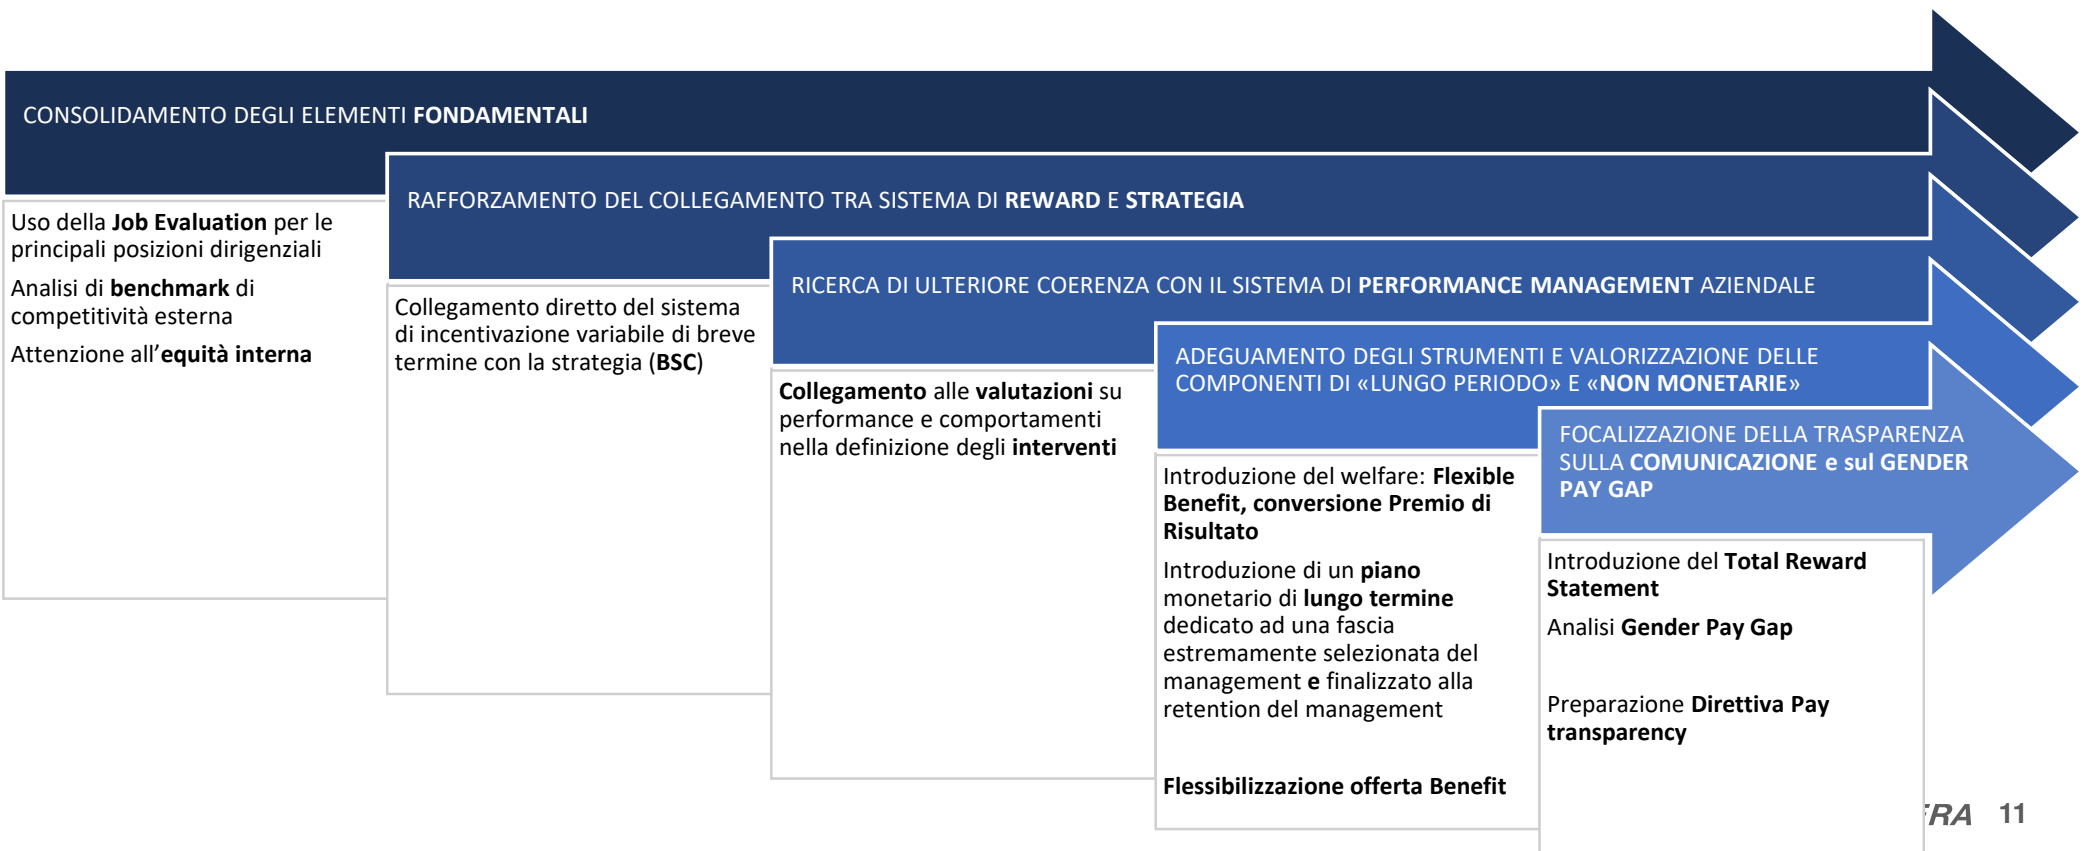 CONSOLIDAMENTO DEGLI ELEMENTI FONDAMENTALI
Uso della Job Evaluation per le
principali posizioni dirigenziali
Analisi di benchmark di
competitività esterna
Attenzione all’equità interna
RAFFORZAMENTO DEL COLLEGAMENTO TRA SISTEMA DI REWARD E STRATEGIA
Collegamento diretto del sistema
di incentivazione variabile di breve
termine con la strategia (BSC)
RICERCA DI ULTERIORE COERENZA CON IL SISTEMA DI PERFORMANCE MANAGEMENT AZIENDALE
Collegamento alle valutazioni su
performance e comportamenti
nella definizione degli interventi
ADEGUAMENTO DEGLI STRUMENTI E VALORIZZAZIONE DELLE
COMPONENTI DI «LUNGO PERIODO» E «NON MONETARIE»
Introduzione del welfare: Flexible
Benefit, conversione Premio di
Risultato
Introduzione di un piano
monetario di lungo termine
dedicato ad una fascia
estremamente selezionata del
management e finalizzato alla
retention del management
Flessibilizzazione offerta Benefit
FOCALIZZAZIONE DELLA TRASPARENZA
SULLA COMUNICAZIONE e sul GENDER
PAY GAP
Introduzione del Total Reward
Statement
Analisi Gender Pay Gap
Preparazione Direttiva Pay
transparency
11